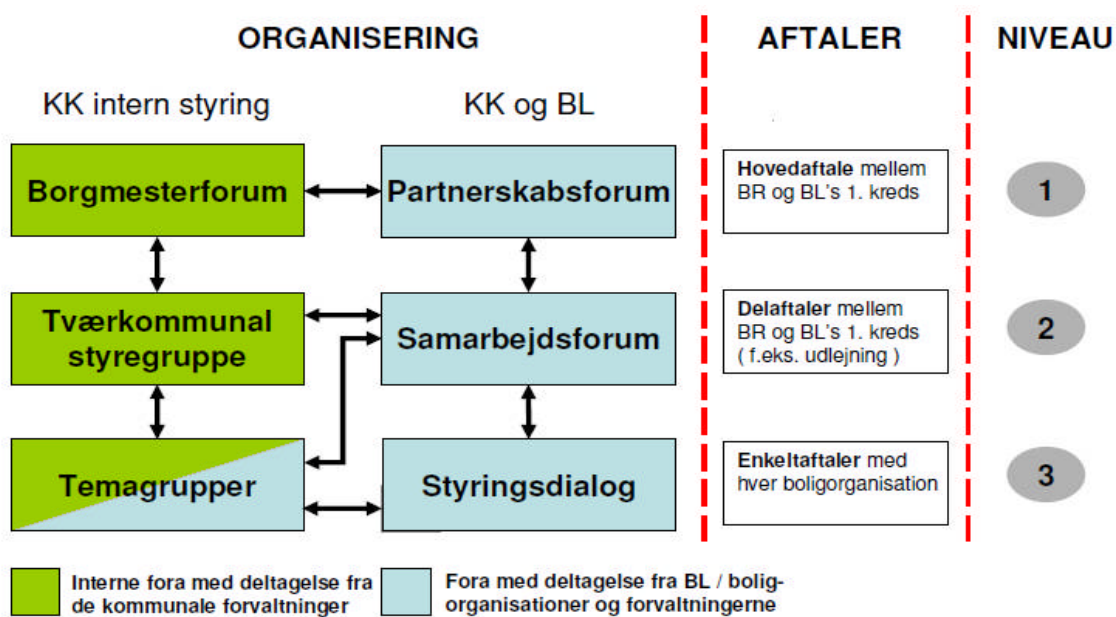 ORGANISERING
AFTALER
NIVEAU
KK intern styring
KK og BL
Borgmesterforum
Partnerskabsforum
Hovedaftale mellem
BR og BL's 1. kreds
1
Tværkommunal
styregruppe
Samarbejdsforum
Delaftaler mellem
BR og BL's 1. kreds
( f.eks. udlejning )
2
Temagrupper
Styringsdialog
Enkeltaftaler med
hver boligorganisation
3
Interne fora med deltagelse fra
de kommunale forvaltninger
Fora med deltagelse fra BL / bolig-
organisationer og forvaltningerne